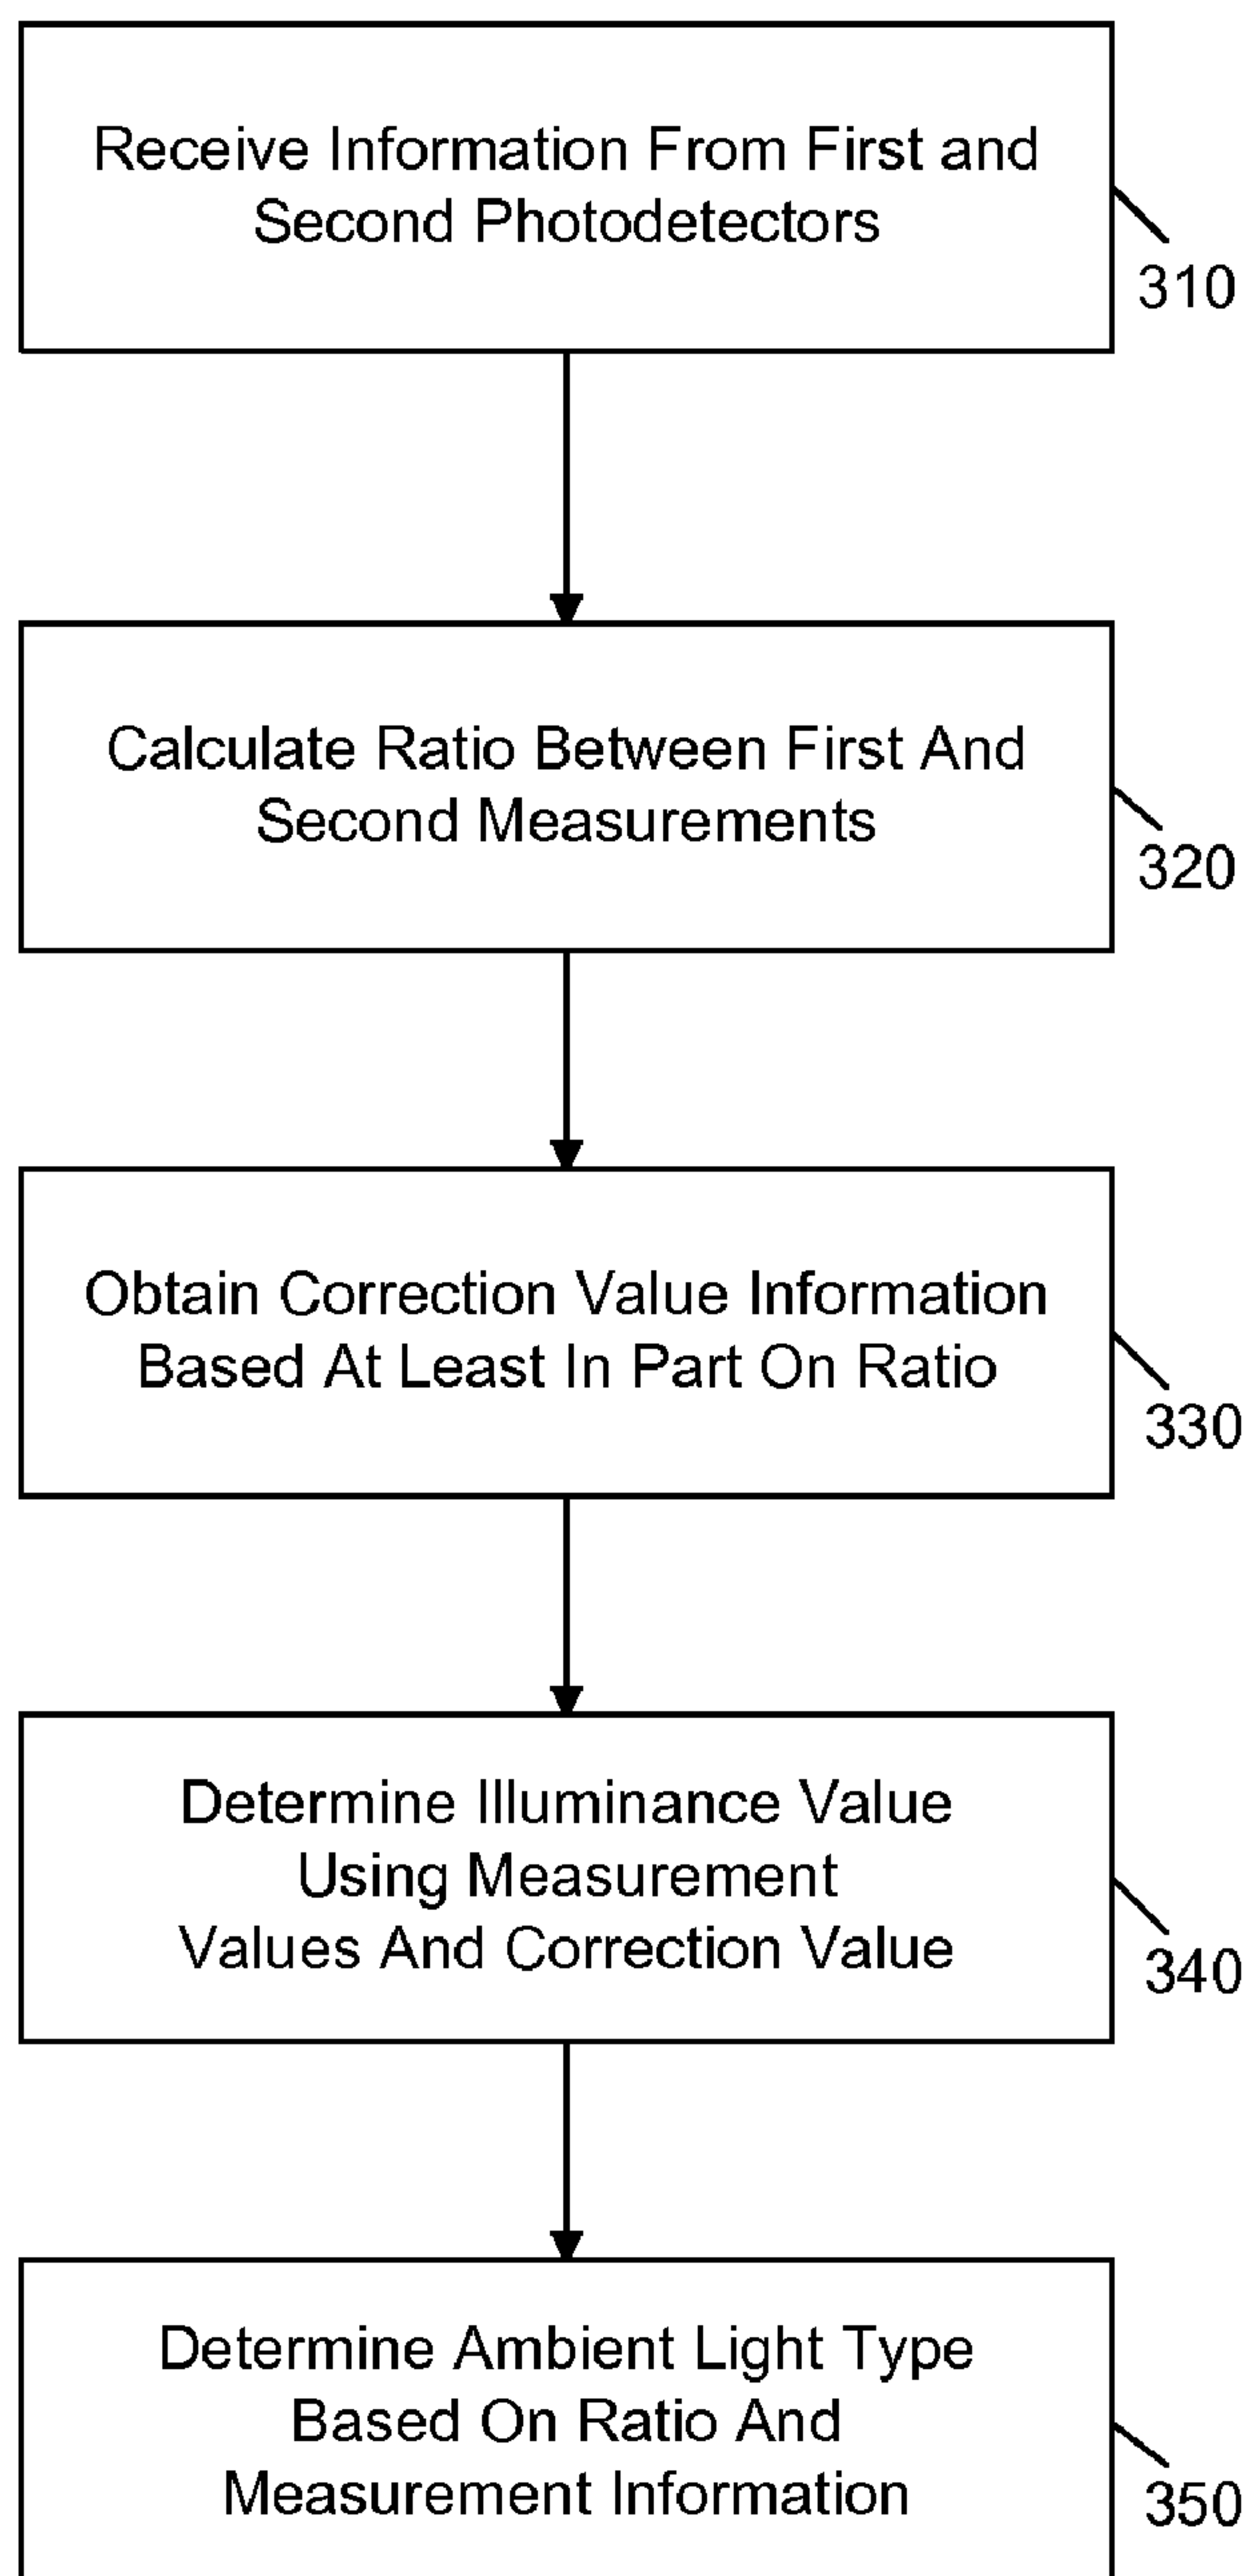 Receive Information From First and
Second Photodetectors
310
Calculate Ratio Between First And
Second Measurements
320
Obtain Correction Value Information
Based At Least In Part On Ratio
330
Determine Illuminance Value
Using Measurement
Values And Correction Value
340
Determine Ambient Light Type
Based On Ratio And
Measurement Information
350